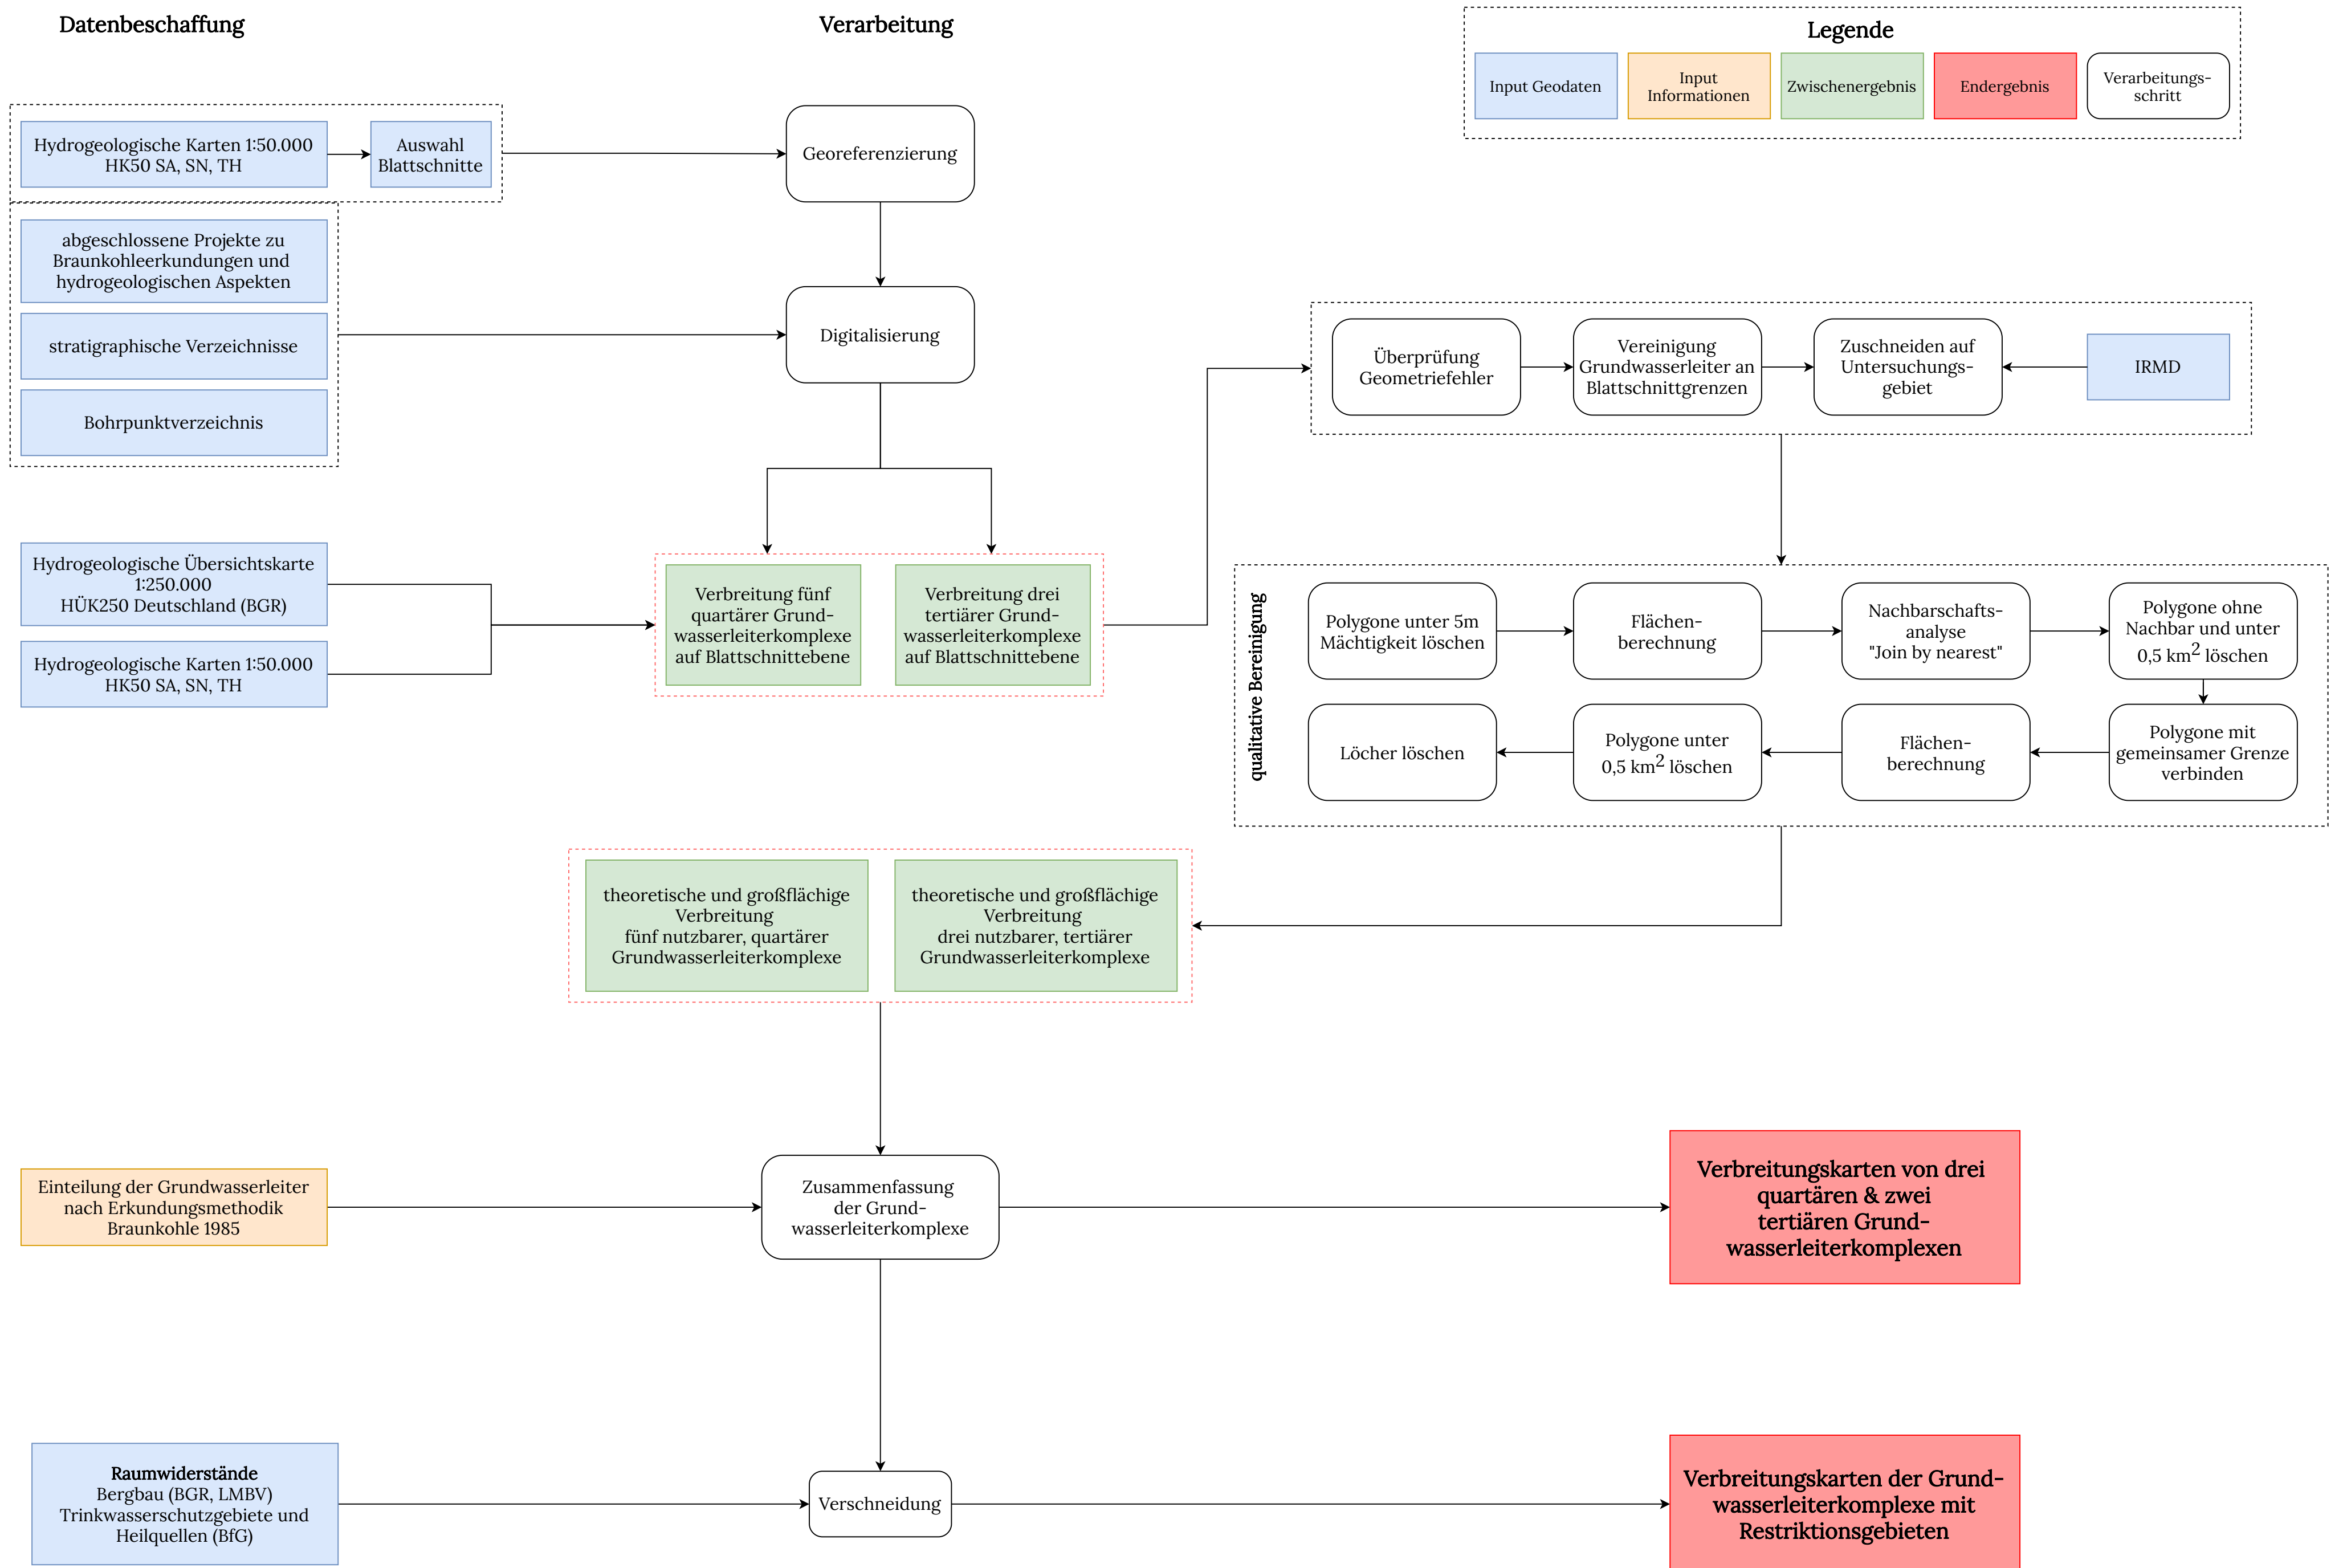 Datenbeschaffung
Verarbeitung
Legende
Input Geodaten
Input
Informationen
Zwischenergebnis
Endergebnis
Verarbeitungs-
schritt
Hydrogeologische Karten 1:50.000
HK50 SA, SN, TH
Auswahl
Blattschnitte
Georeferenzierung
abgeschlossene Projekte zu
Braunkohleerkundungen und
hydrogeologischen Aspekten
stratigraphische Verzeichnisse
Bohrpunktverzeichnis
Digitalisierung
Überprüfung
Geometriefehler
Vereinigung
Grundwasserleiter an
Blattschnittgrenzen
Zuschneiden auf
Untersuchungs-
gebiet
IRMD
Hydrogeologische Übersichtskarte
1:250.000
HÜK250 Deutschland (BGR)
Hydrogeologische Karten 1:50.000
HK50 SA, SN, TH
Verbreitung fünf
quartärer Grund-
wasserleiterkomplexe
auf Blattschnittebene
Verbreitung drei
tertiärer Grund-
wasserleiterkomplexe
auf Blattschnittebene
qualitative Bereinigung
Polygone unter 5m
Mächtigkeit löschen
Flächen-
berechnung
Nachbarschafts-
analyse
"Join by nearest"
Polygone ohne
Nachbar und unter
0,5 km² löschen
Polygone mit
gemeinsamer Grenze
verbinden
Flächen-
berechnung
Polygone unter
0,5 km² löschen
Löcher löschen
theoretische und großflächige
Verbreitung
fünf nutzbarer, quartärer
Grundwasserleiterkomplexe
theoretische und großflächige
Verbreitung
drei nutzbarer, tertiärer
Grundwasserleiterkomplexe
Einteilung der Grundwasserleiter
nach Erkundungsmethodik
Braunkohle 1985
Zusammenfassung
der Grund-
wasserleiterkomplexe
Verbreitungskarten von drei
quartären & zwei
tertiären Grund-
wasserleiterkomplexen
Raumwiderstände
Bergbau (BGR, LMBV)
Trinkwasserschutzgebiete und
Heilquellen (BfG)
Verschneidung
Verbreitungskarten der Grund-
wasserleiterkomplexe mit
Restriktionsgebieten